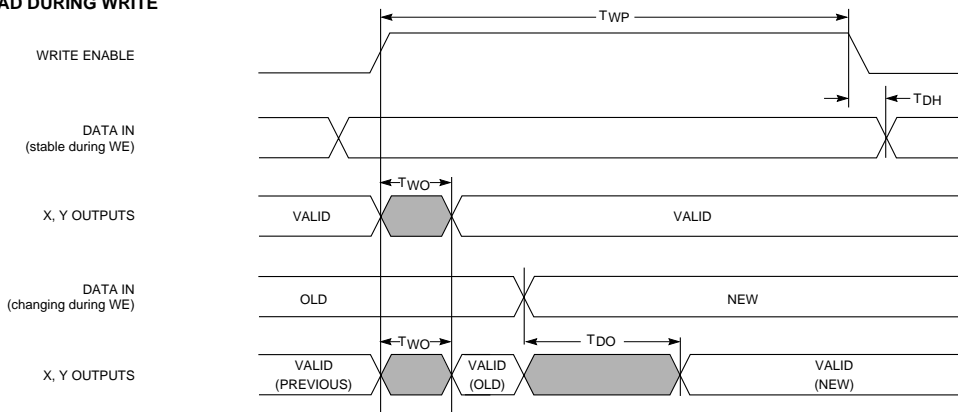 AD DURING WRITE
TWP
WRITE ENABLE
TDH
DATA IN
(stable during WE)
TWO
X, Y OUTPUTS
VALID
VALID
DATA IN
(changing during WE)
OLD
NEW
TWO
TDO
X, Y OUTPUTS
VALID
(PREVIOUS)
VALID
(OLD)
VALID
(NEW)